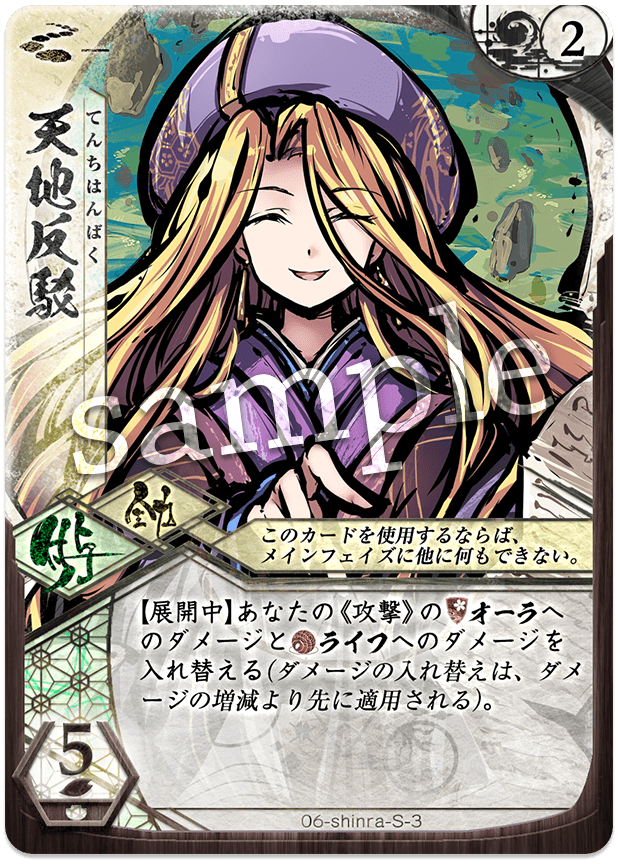 2
天地反駁
てんちはんばく
sample
付与
全力
このカードを使用するならば、
メインフェイズに他に何もできない。
【展開中】あなたの《攻撃》のオーラへ
のダメージとライフへのダメージを
入れ替える(ダメージの入れ替えは、ダメ
ージの増減より先に適用される)。
5
06-shinra-S-3